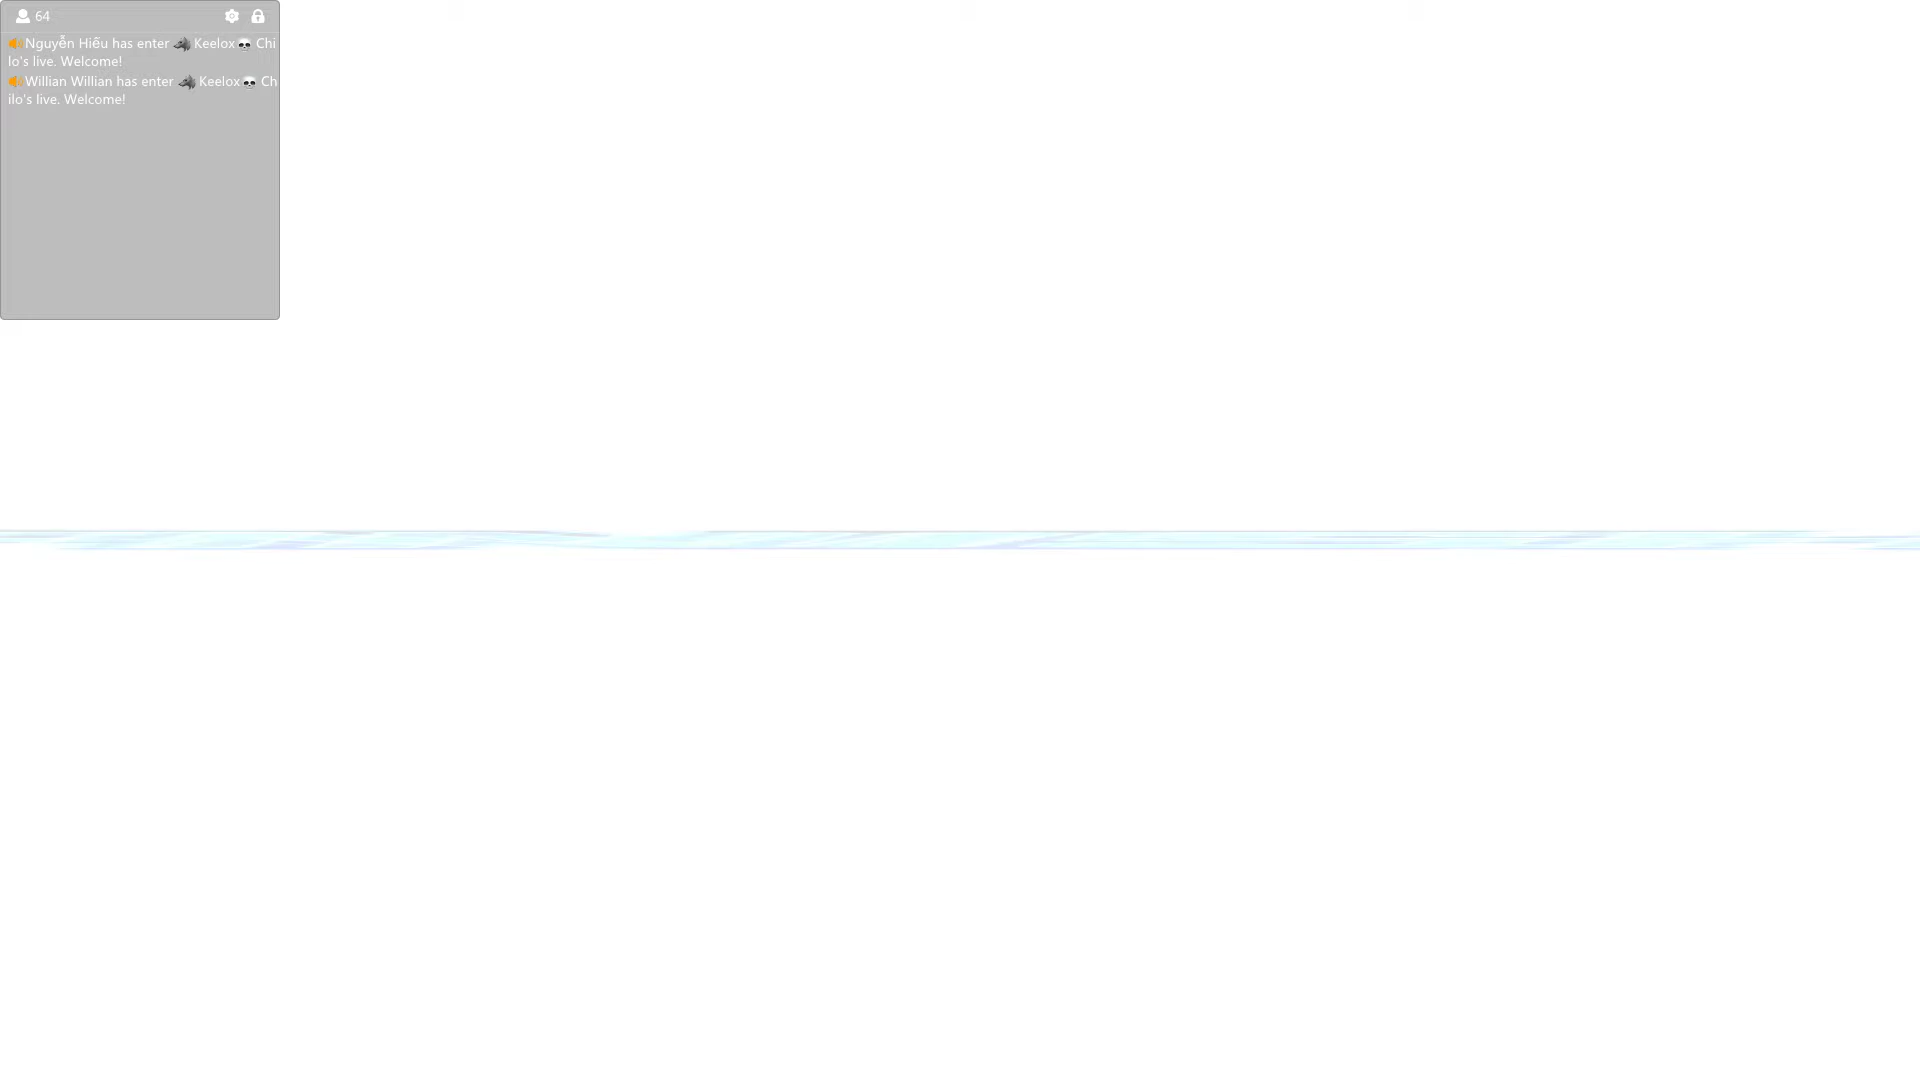 64
Nguyễn Hiếu has enter 🐺Keelox💀 Chi
lo's live. Welcome!
Willian Willian has enter 🐺Keelox💀 Ch
ilo's live. Welcome!